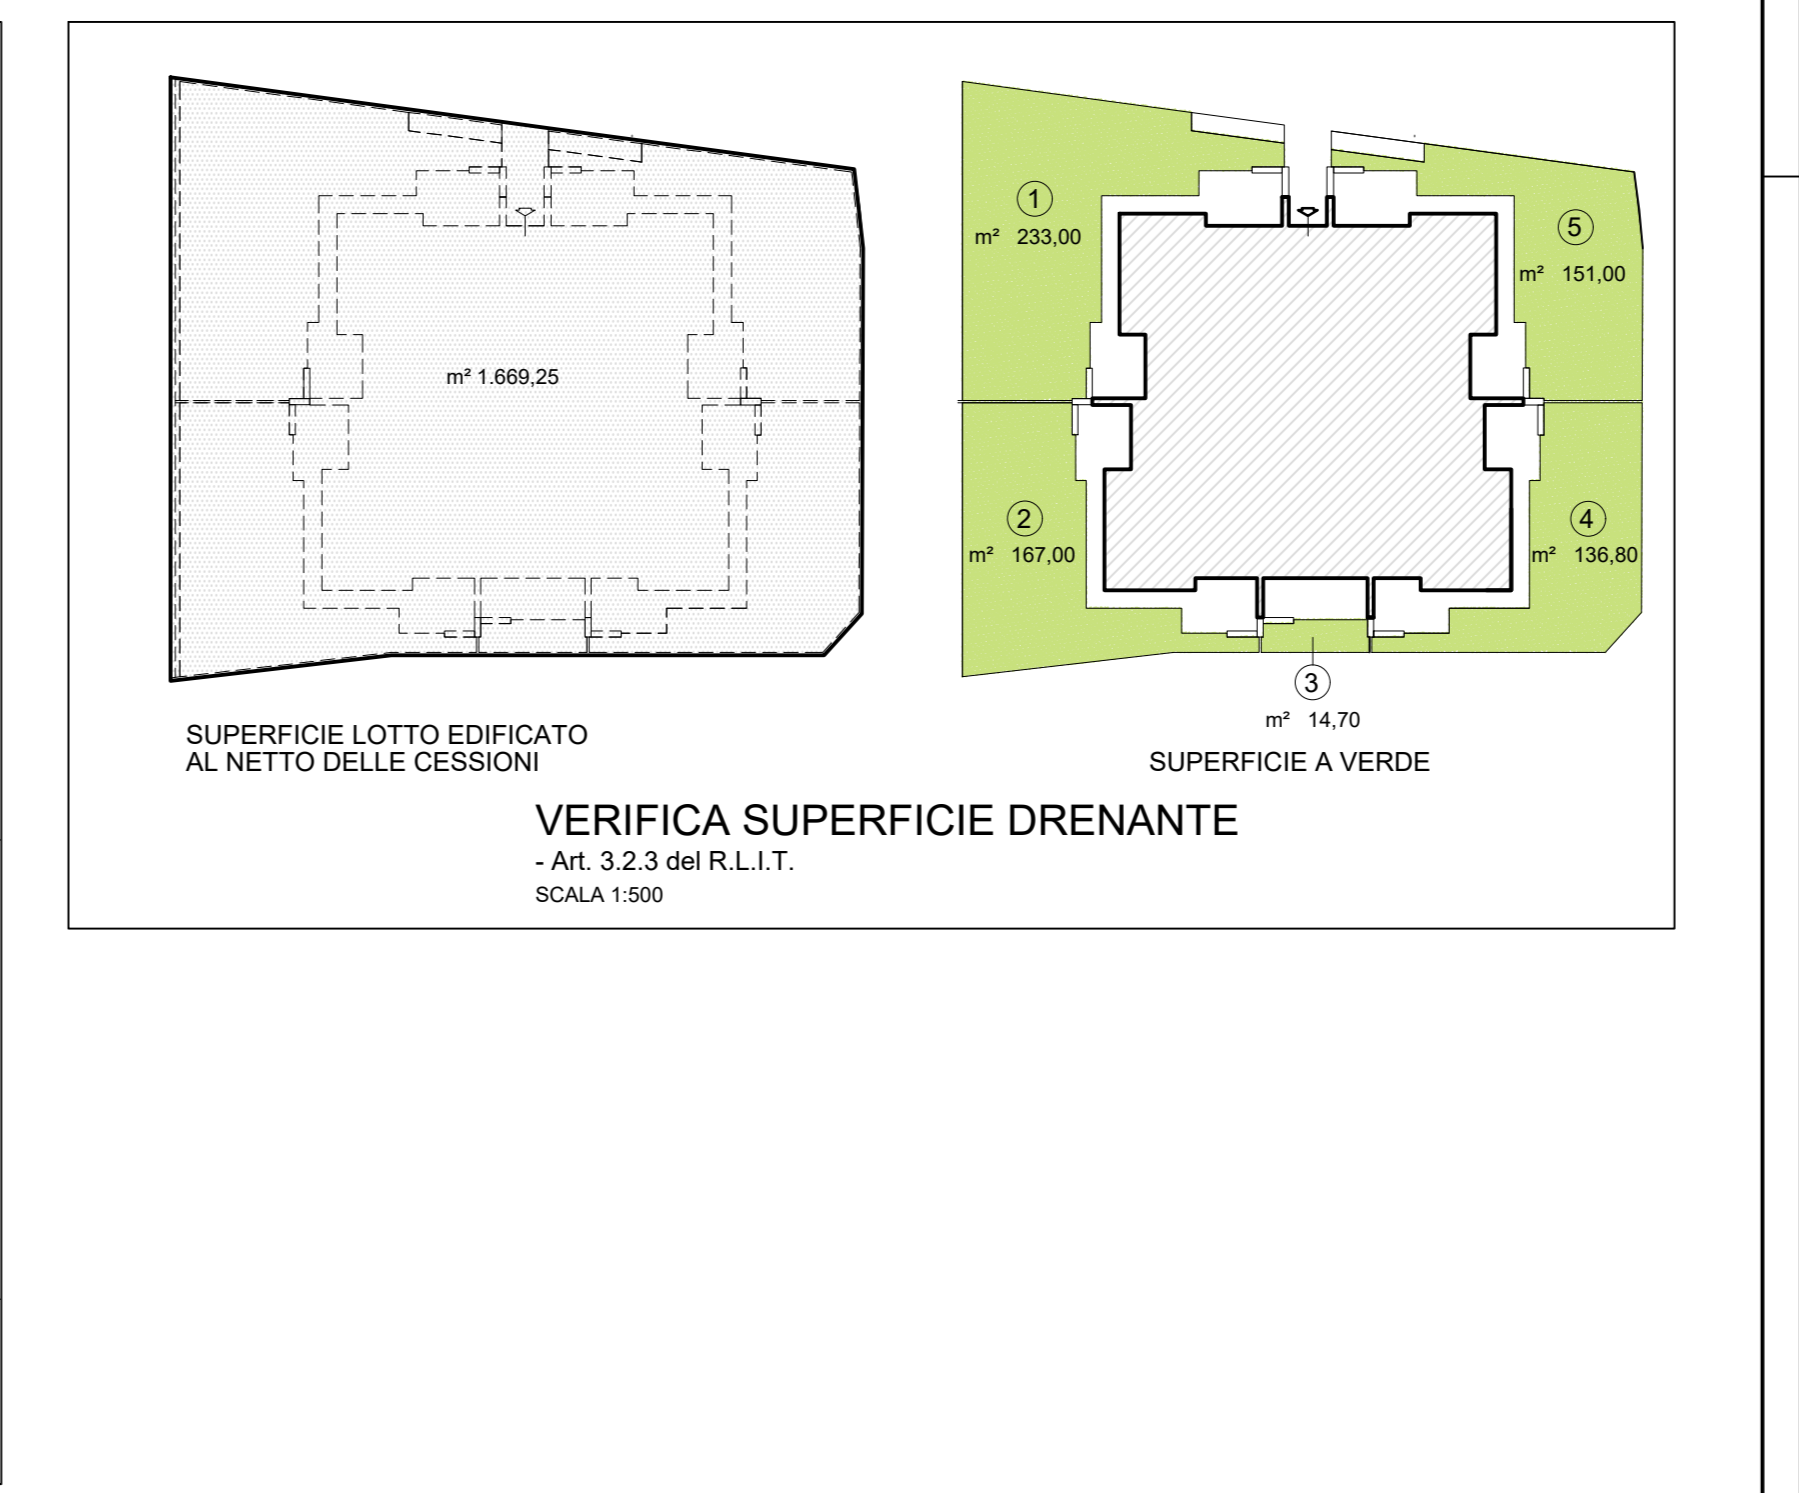 m² 1.669,25
SUPERFICIE LOTTO EDIFICATO
AL NETTO DELLE CESSIONI
1
m² 233,00
5
m² 151,00
2
m² 167,00
4
m² 136,80
3
m² 14,70
SUPERFICIE A VERDE
VERIFICA SUPERFICIE DRENANTE
- Art. 3.2.3 del R.L.I.T.
SCALA 1:500